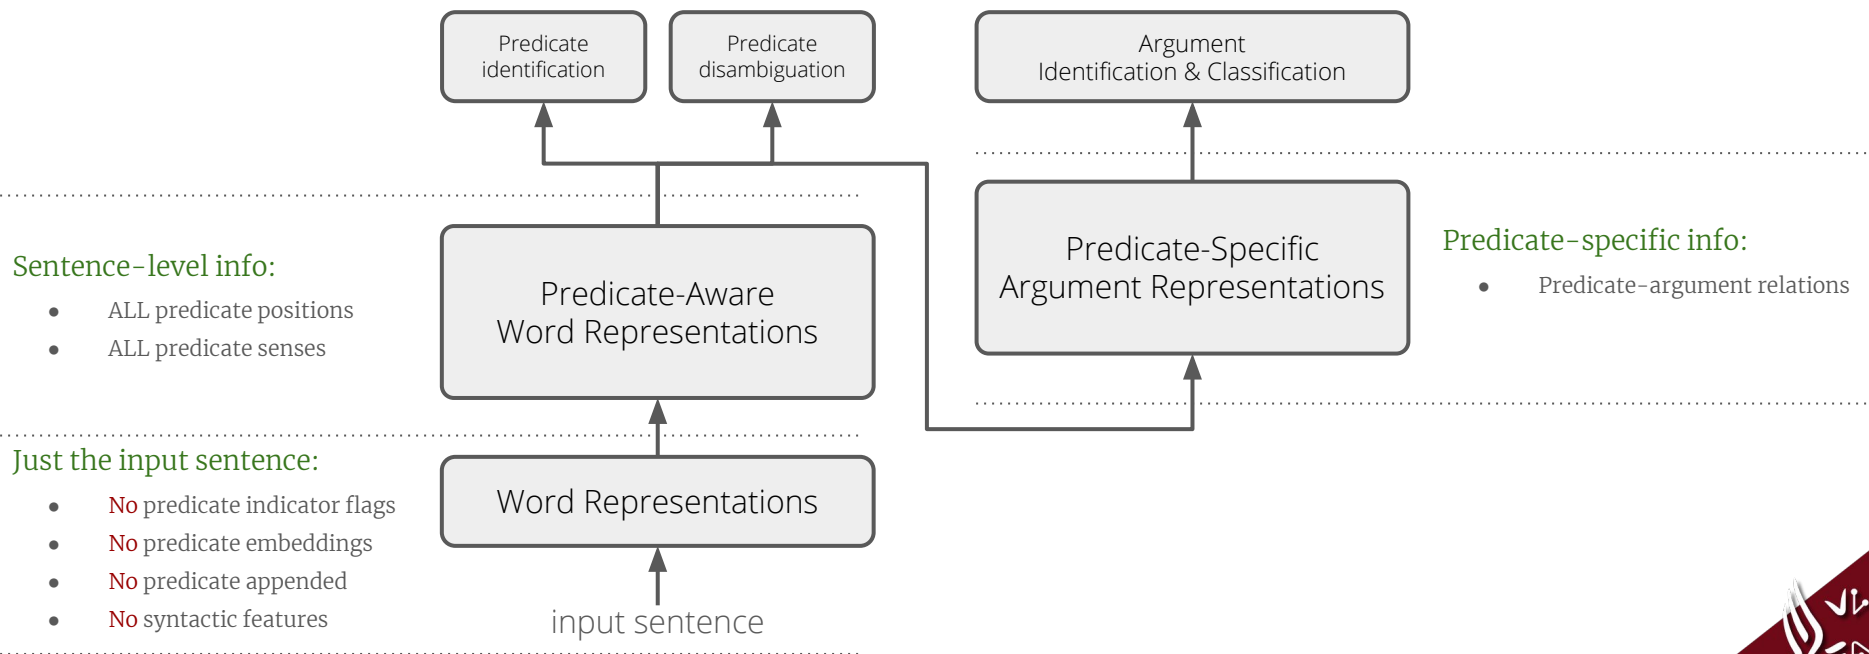 Predicate
identification
Predicate
disambiguation
Argument
Identification & Classification
Sentence-level info:
● ALL predicate positions
● ALL predicate senses
Predicate-Aware
Word Representations
Predicate-Specific
Argument Representations
Predicate-specific info:
● Predicate-argument relations
Just the input sentence:
● No predicate indicator flags
● No predicate embeddings
● No predicate appended
● No syntactic features
Word Representations
input sentence